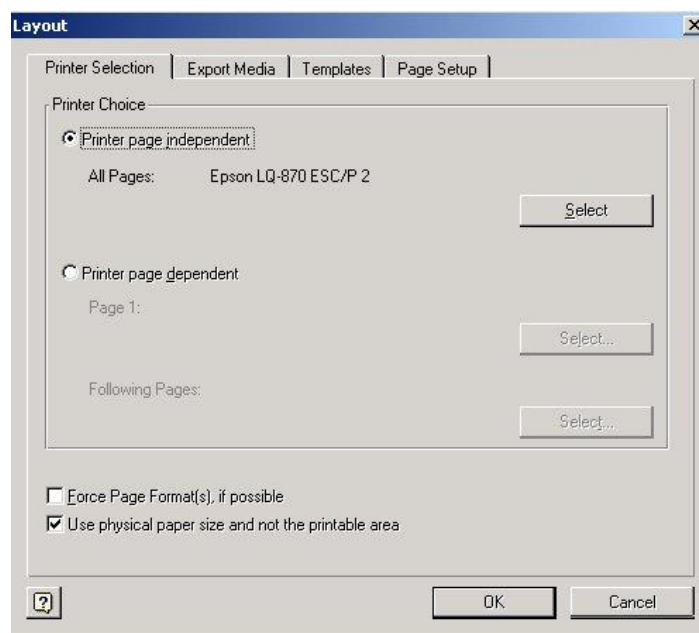 Layout
Printer Selection Export Media Templates Page Setup
Printer Choice
Printer page independent
All Pages: Epson LQ-870 ESC/P 2
Select
Printer page dependent
Page 1:
Select...
Following Pages:
Select...
Force Page Format(s), if possible
Use physical paper size and not the printable area
OK Cancel